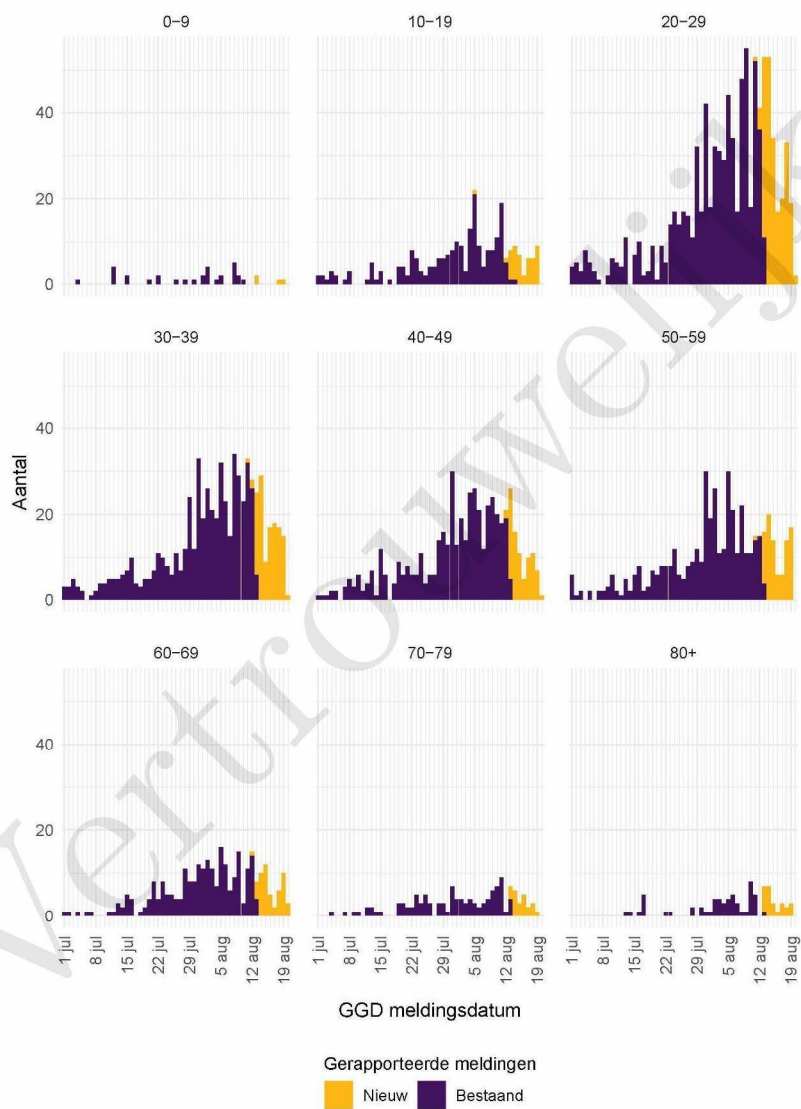 0−9 10−19 20−29
40
20
0
30−39 40−49 50−59
40
20
0
Aantal
60−69 70−79 80+
40
20
0
1 jul 8 jul 15 jul 22 jul 29 jul 5 aug 12 aug 19 aug 1 jul 8 jul 15 jul 22 jul 29 jul 5 aug 12 aug 19 aug 1 jul 8 jul 15 jul 22 jul 29 jul 5 aug 12 aug 19 aug
GGD meldingsdatum
Gerapporteerde meldingen
Nieuw Bestaand
Vertrouwelijk